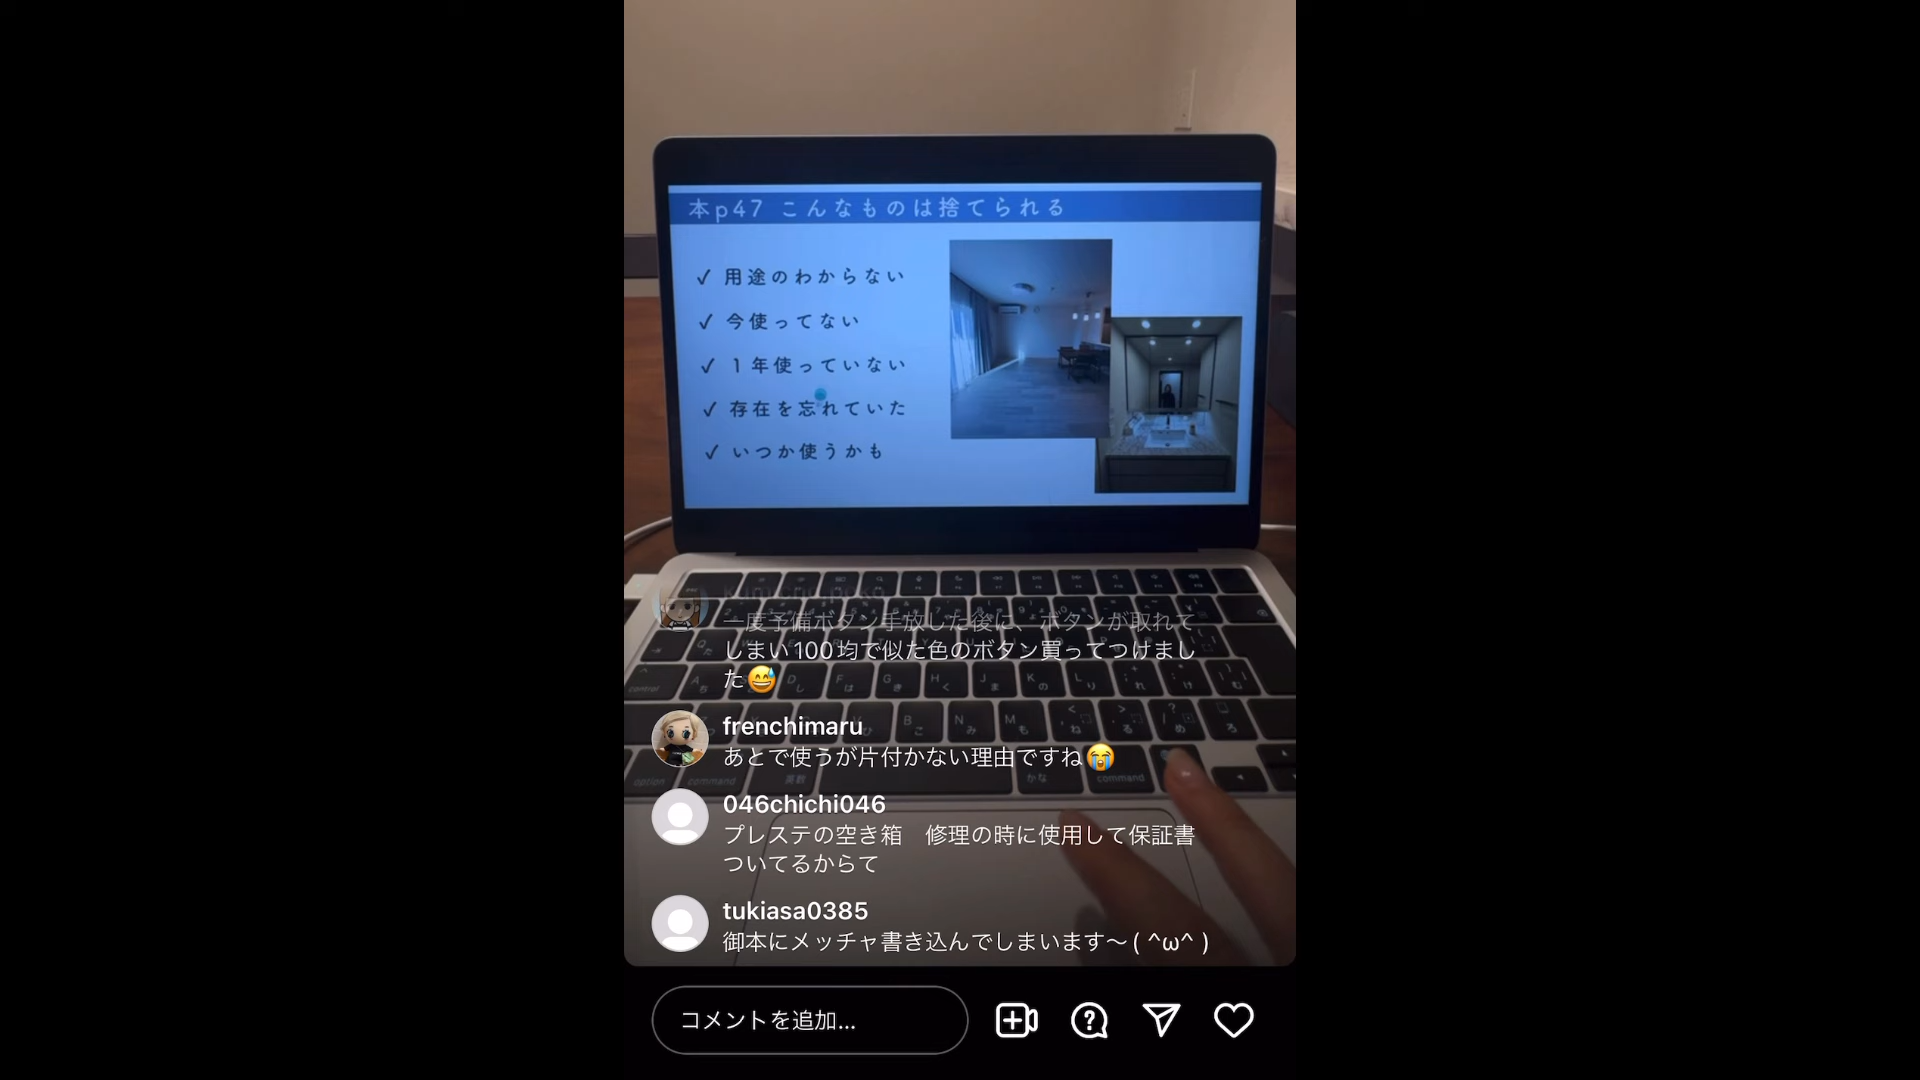 本p47 こんなものは捨てられる
✓ 用途のわからない
✓ 今使ってない
✓ 1年使っていない
✓ 存在を忘れていた
✓ いつか使うかも
一度予備ボタン手放した後に、ボタンが取れて
しまい100均で似た色のボタン買ってつけまし
た😅
frenchimaru
あとで使うが片付かない理由ですね😭
046chichi046
プレステの空き箱　修理の時に使用して保証書
ついてるからて
tukiasa0385
御本にメッチャ書き込んでしまいます〜 ( ^ω^ )
コメントを追加...